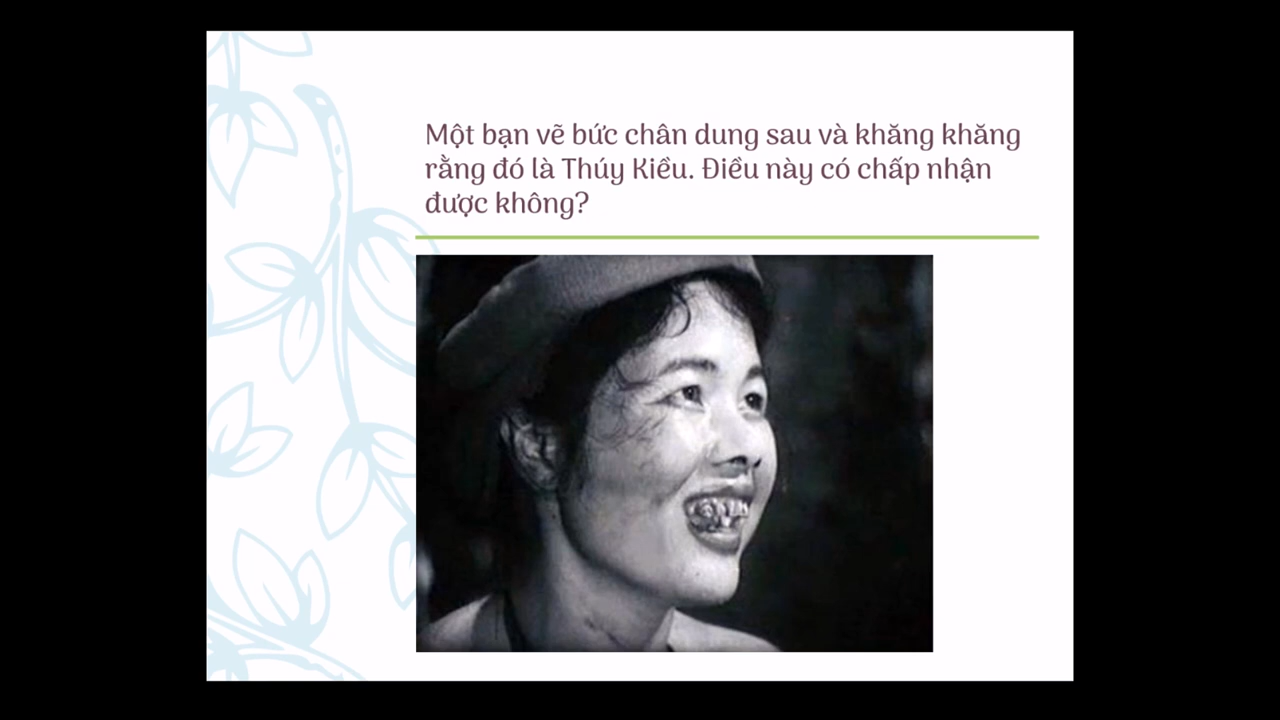 Một bạn vẽ bức chân dung sau và khăng khăng
rằng đó là Thúy Kiều. Điều này có chấp nhận
được không?